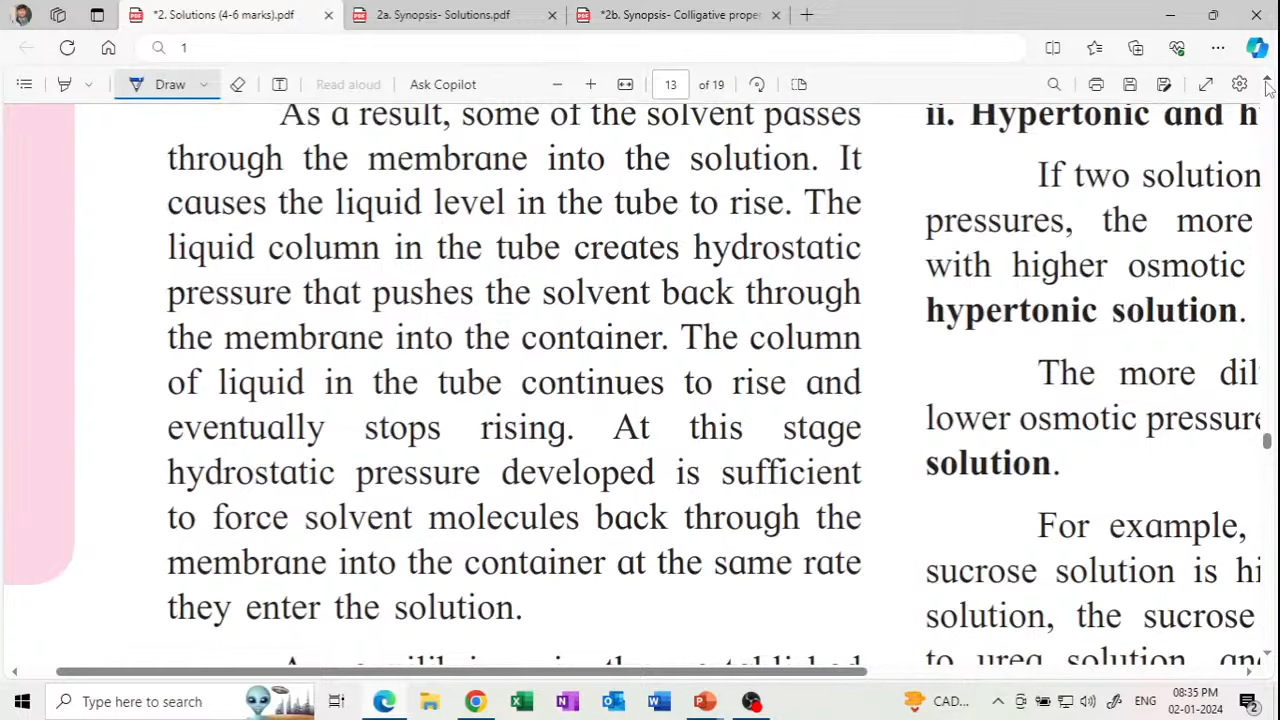 *2. Solutions (4-6 marks).pdf
2a. Synopsis- Solutions.pdf
*2b. Synopsis- Colligative proper
1
Draw
Read aloud
Ask Copilot
13 of 19
As a result, some of the solvent passes
through the membrane into the solution. It
causes the liquid level in the tube to rise. The
liquid column in the tube creates hydrostatic
pressure that pushes the solvent back through
the membrane into the container. The column
of liquid in the tube continues to rise and
eventually stops rising. At this stage
hydrostatic pressure developed is sufficient
to force solvent molecules back through the
membrane into the container at the same rate
they enter the solution.
ii. Hypertonic and h
If two solution
pressures, the more
with higher osmotic
hypertonic solution.
The more dil
lower osmotic pressure
solution.
For example,
sucrose solution is hi
solution, the sucrose
to urea solution, and
Type here to search
CAD...
ENG
08:35 PM
02-01-2024
2